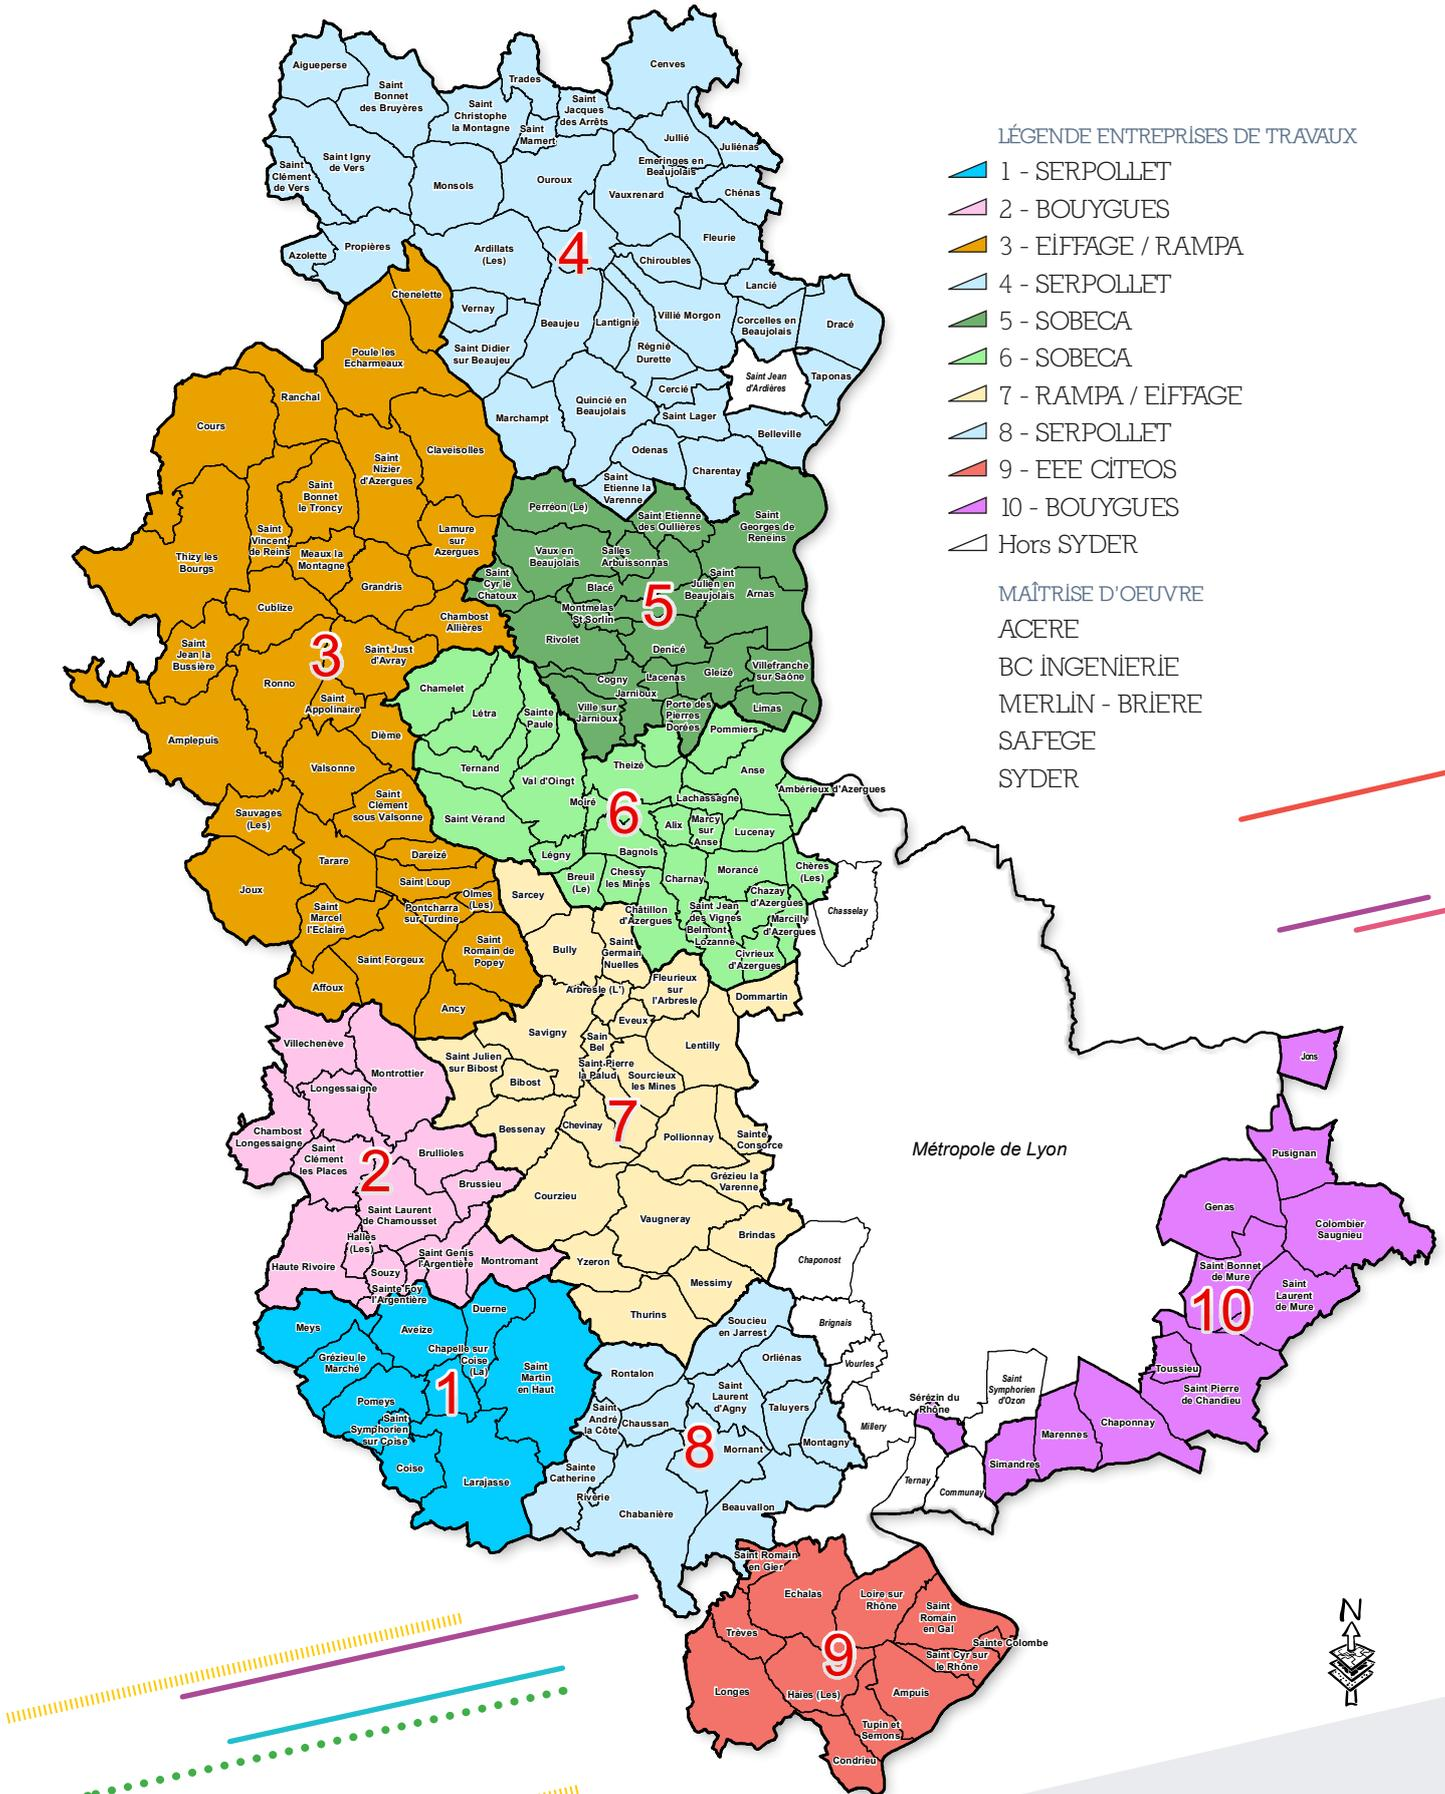 Aigueperse
Saint
Bonnet
des Bruyères
Trades
Cenves
Saint
Christophe
la Montagne
Saint
Jacques
des Arrêts
Saint
Mamert
Jullié
Juliénas
Emeringes en
Beaujolais
Saint Igny
de Vers
Saint
Clément
de Vers
Monsols
Ouroux
Vauxrenard
Chénas
Azolette
Propières
Ardillats
(Les)
4
Fleurie
Chiroubles
Chenelette
Vernay
Lancié
Beaujeu
Lantignié
Villié Morgon
Corcelles en
Beaujolais
Dracé
Poule les
Echarmeaux
Saint Didier
sur Beaujeu
Régnié
Durette
Saint Jean
d'Ardières
Taponas
Ranchal
Cercié
Cours
Marchampt
Quincié en
Beaujolais
Saint Lager
Belleville
Claveisolles
Odenas
Saint
Nizier
d'Azergues
Charentay
Saint
Etienne la
Varenne
Saint
Bonnet
le Troncy
Perréon (Le)
Saint Etienne
des Oullières
Saint
Georges de
Reneins
Lamure
sur
Azergues
Saint
Vincent
de Reins
Meaux la
Montagne
Thizy les
Bourgs
Vaux en
Beaujolais
Salles
Arbuissonnas
Saint
Cyr le
Chatoux
Blacé
Saint
Julien en
Beaujolais
Arnas
Grandris
Cublize
Montmelas
St Sorlin
5
Chambost
Allières
Rivolet
Denicé
Saint
Jean la
Bussière
3
Saint Just
d'Avray
Villefranche
sur Saône
Gleizé
Ronno
Cogny
Lacenas
Chamelet
Jarnioux
Saint
Appolinaire
Létra
Sainte
Paule
Ville sur
Jarnioux
Porte des
Pierres
Dorées
Limas
Amplepuis
Dième
Pommiers
Valsonne
Ternand
Theizé
Anse
Val d'Oingt
Ambérieux d'Azergues
Saint
Clément
sous Valsonne
Moiré
6
Lachassagne
Sauvages
(Les)
Saint Vérand
Alix
Marcy
sur
Anse
Lucenay
Tarare
Dareizé
Légny
Bagnols
Joux
Saint Loup
Breuil
(Le)
Chessy
les Mines
Charnay
Morancé
Chères
(Les)
Sarcey
Olmes
(Les)
Chazay
d'Azergues
Saint
Marcel
l'Eclairé
Pontcharra
sur Turdine
Châtillon
d'Azergues
Saint Jean
des Vignes
Marcilly
d'Azergues
Chasselay
Belmont
Lozanne
Saint
Romain de
Popey
Bully
Saint
Germain
Nuelles
Civrieux
d'Azergues
Saint Forgeux
Affoux
Arbresle (L')
Fleurieux
sur
l'Arbresle
Dommartin
Ancy
Eveux
Villechenève
Savigny
Sain
Bel
Lentilly
Saint Julien
sur Bibost
Montrottier
Bibost
Saint Pierre
la Palud
Sourcieux
les Mines
Longessaigne
7
Chambost
Longessaigne
Bessenay
Chevinay
Pollionnay
Sainte
Consorce
Saint
Clément
les Places
2
Brullioles
Brussieu
Courzieu
Grézieu la
Varenne
Saint Laurent
de Chamousset
Vaugneray
Halles
(Les)
Brindas
Haute Rivoire
Souzy
Saint Genis
l'Argentière
Montromant
Yzeron
Messimy
Chaponost
Sainte Foy
l'Argentière
Duerne
Thurins
Soucieu
en Jarrest
Brignais
Meys
Aveize
Grézieu le
Marché
Chapelle sur
Coise
(La)
Saint
Martin
en Haut
Rontalon
Orliénas
Vourles
1
Pomeys
Saint
Laurent
d'Agny
Taluyers
Saint
Symphorien
sur Coise
Saint
André
la Côte
Chaussan
8
Mornant
Montagny
Millery
Coise
Larajasse
Sainte
Catherine
Riverie
Chabanière
Beauvallon
Saint Romain
en Gier
Echalas
Loire sur
Rhône
Saint
Romain
en Gal
Trèves
9
Sainte Colombe
Saint Cyr sur
le Rhône
Longes
Haies (Les)
Ampuis
Tupin et
Semons
Condrieu
Métropole de Lyon
Jons
Pusignan
Genas
Colombier
Saugnieu
Saint Bonnet
de Mure
Saint
Laurent
de Mure
10
Toussieu
Saint Pierre
de Chandieu
Chaponnay
Marennes
Simandres
Saint
Symphorien
d'Ozon
Sérézin du
Rhône
Ternay
Communay
LÉGENDE ENTREPRISES DE TRAVAUX
1 - SERPOLLET
2 - BOUYGUES
3 - EIFFAGE / RAMPA
4 - SERPOLLET
5 - SOBECA
6 - SOBECA
7 - RAMPA / EIFFAGE
8 - SERPOLLET
9 - EEE CITEOS
10 - BOUYGUES
Hors SYDER
MAÎTRISE D'OEUVRE
ACERE
BC INGENIERIE
MERLIN - BRIERE
SAFEGE
SYDER
N